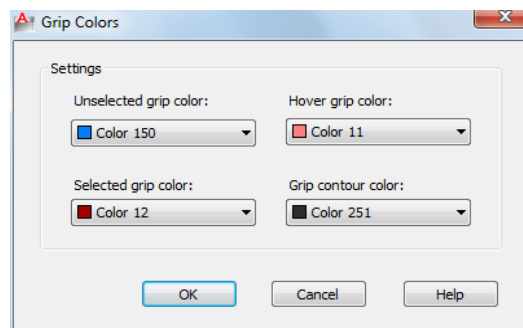 Grip Colors
Settings
Unselected grip color:
Hover grip color:
Color 150
Color 11
Selected grip color:
Grip contour color:
Color 12
Color 251
OK
Cancel
Help